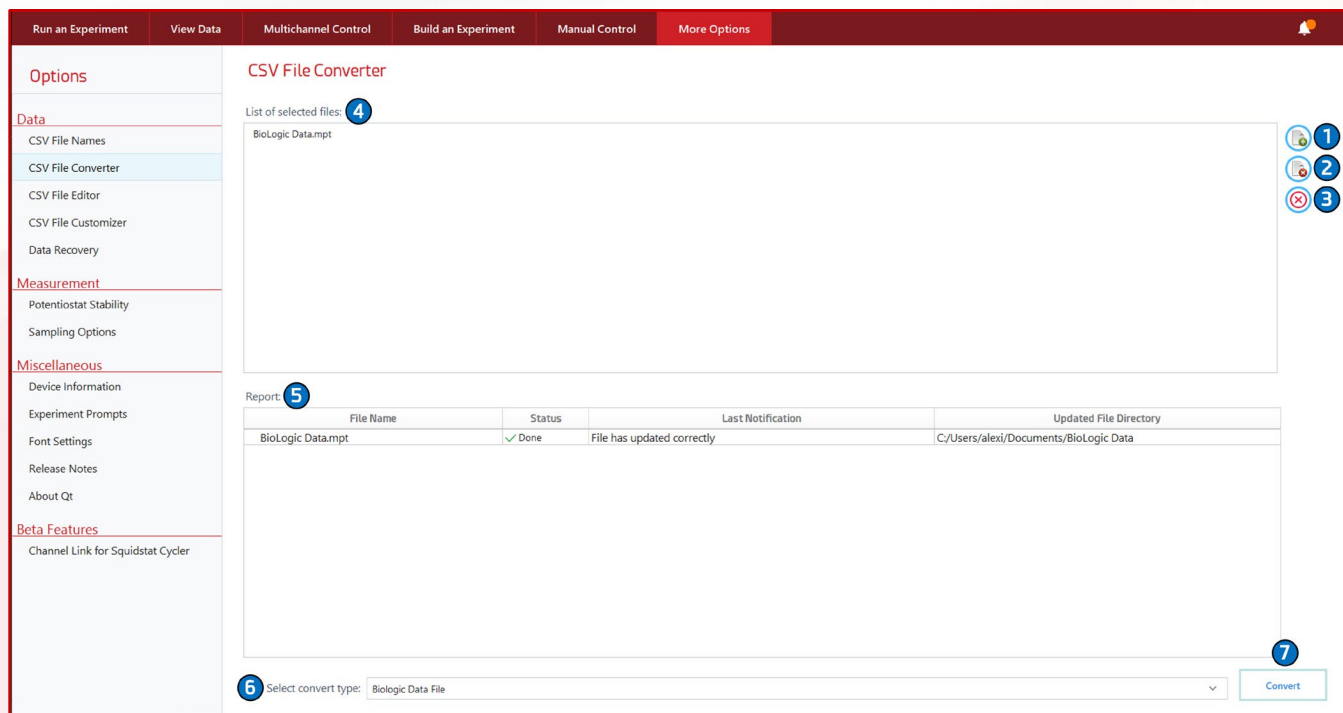 Run an Experiment View Data Multichannel Control Build an Experiment Manual Control More Options
Options
Data
CSV File Names
CSV File Converter
CSV File Editor
CSV File Customizer
Data Recovery
Measurement
Potentiostat Stability
Sampling Options
Miscellaneous
Device Information
Experiment Prompts
Font Settings
Release Notes
About Qt
Beta Features
Channel Link for Squidstat Cycler
CSV File Converter
List of selected files: 4
BioLogic Data.mpt
1
2
3
Report: 5
File Name Status Last Notification Updated File Directory
BioLogic Data.mpt Done File has updated correctly C:/Users/alexi/Documents/BioLogic Data
6 Select convert type: Biologic Data File
7
Convert